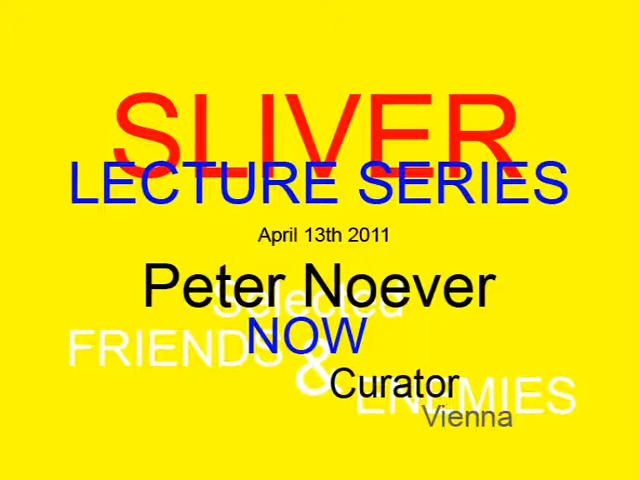 SLIVER
LECTURE SERIES
April 13th 2011
Peter Noever
Selected
NOW
FRIENDS
&
Curator
ENEMIES
Vienna